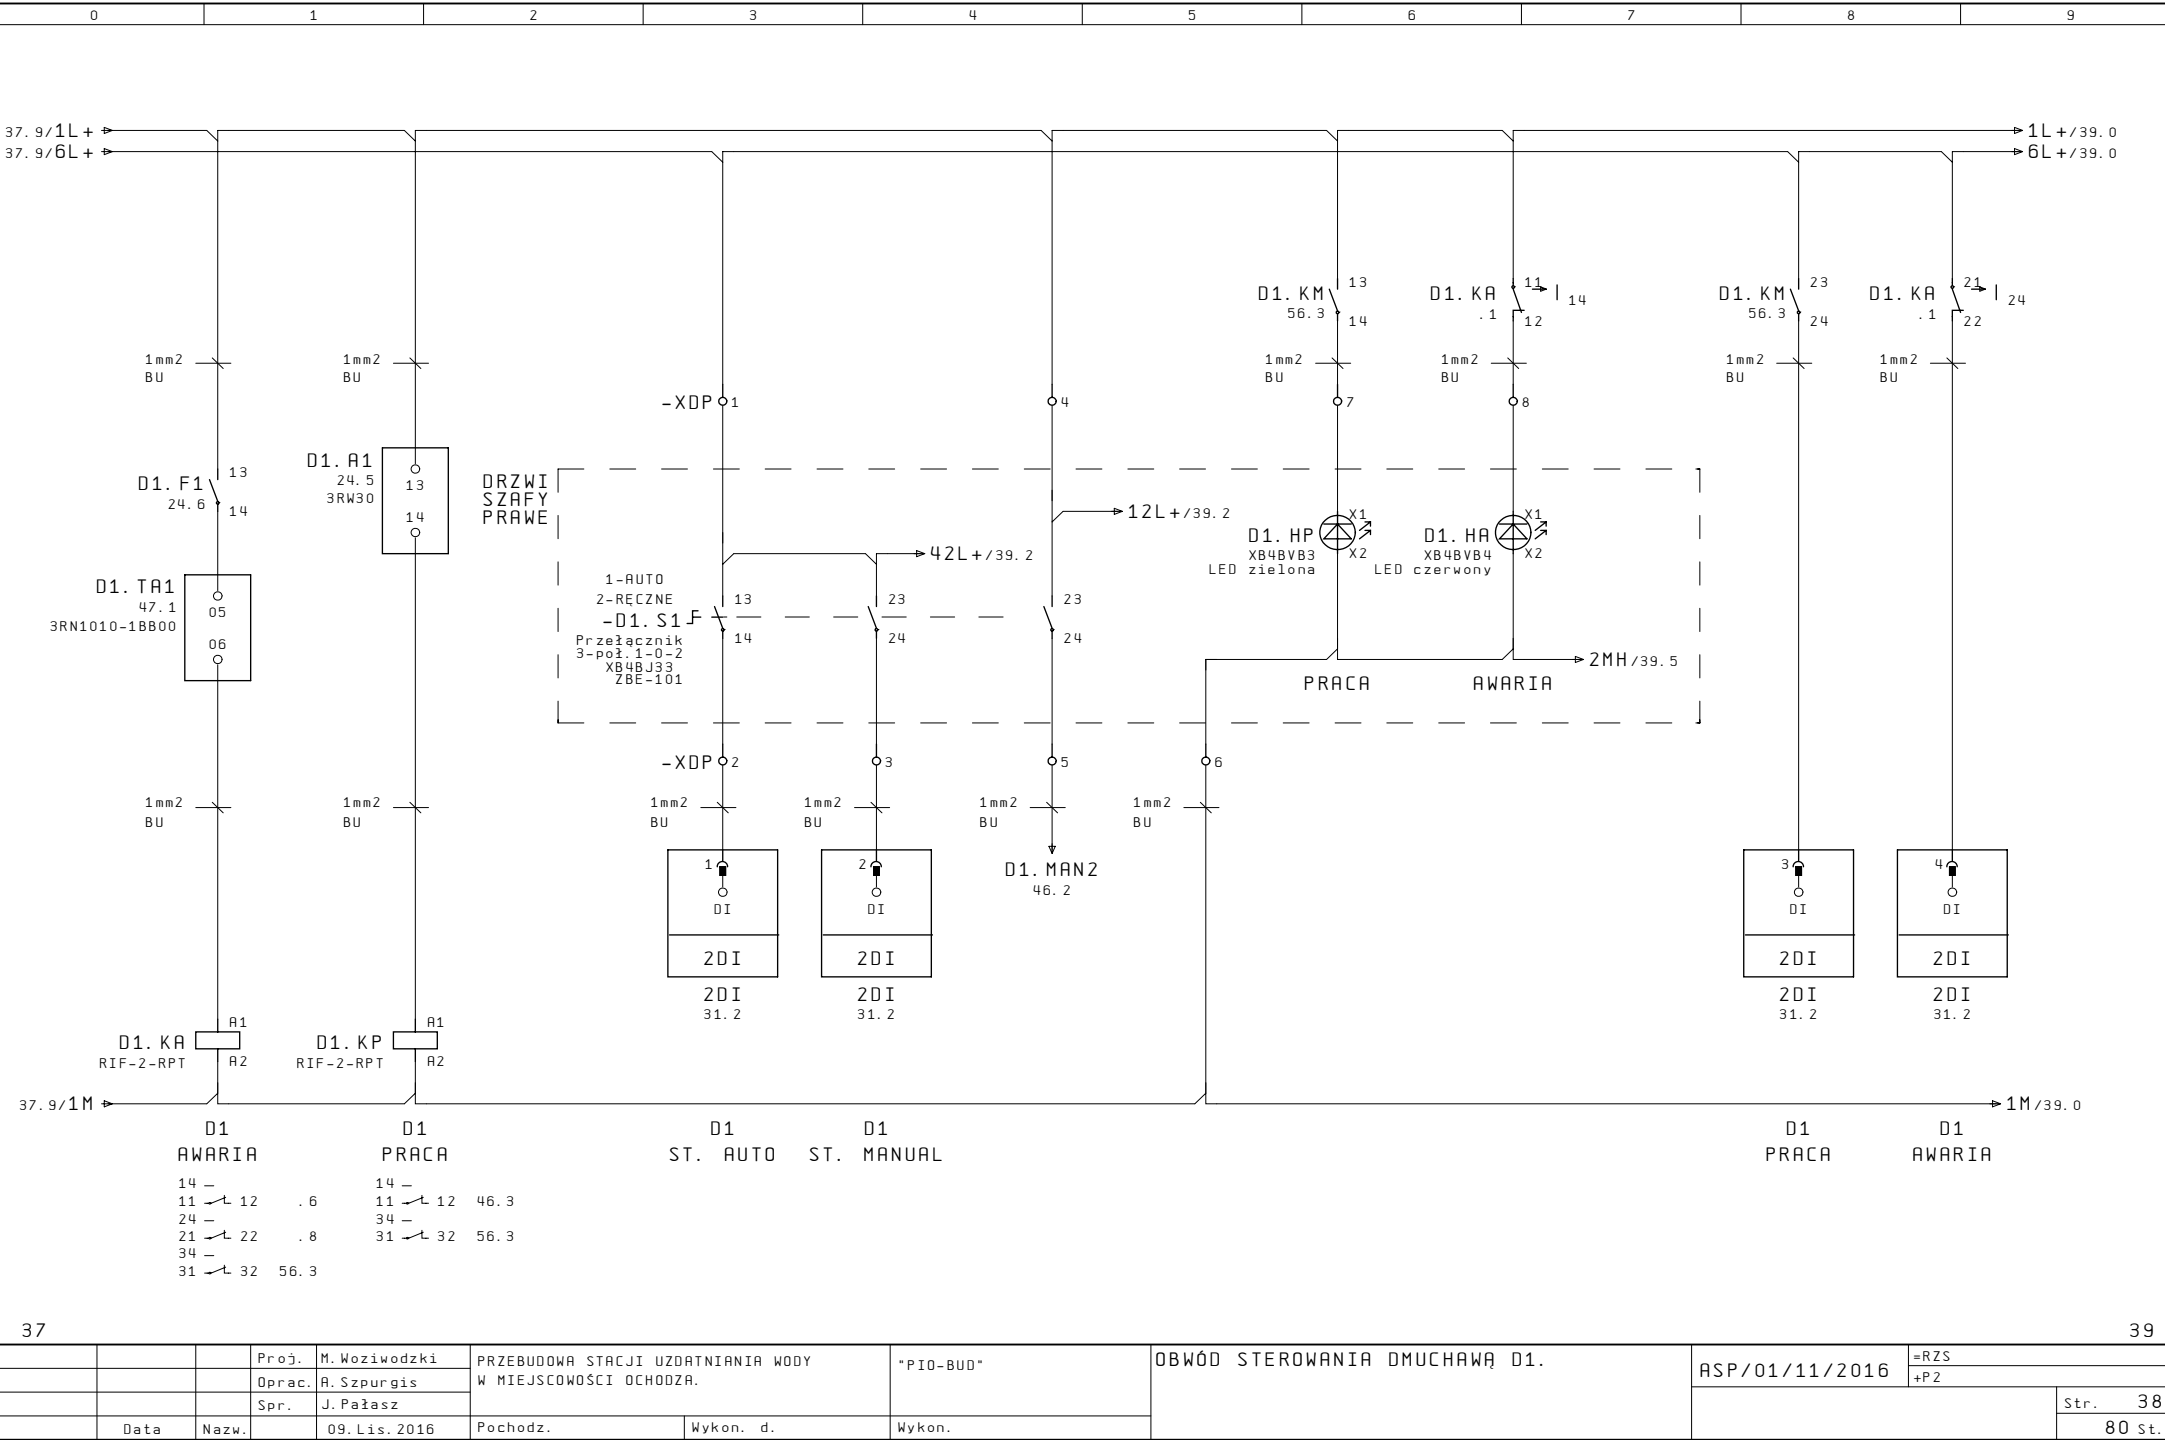 0 1 2 3 4 5 6 7 8 9
37.9/1L+ 1L+/39.0
37.9/6L+ 6L+/39.0
D1.KM 13
56.3 14
D1.KA 11 14
.1 12
D1.KM 23
56.3 24
D1.KA 21 24
.1 22
1mm2 1mm2 1mm2 1mm2 1mm2 1mm2
BU BU BU BU BU BU
-XDP 1 4 7 8
D1.F1 13
24.6 14
D1.A1
24.5 13
3RW30
14
DRZWI
SZAFY
PRAWE
12L+/39.2
42L+/39.2
D1.HP X1
XB4BVB3 X2
LED zielona
D1.HA X1
XB4BVB4 X2
LED czerwony
D1.TA1
47.1 05
3RN1010-1BB00
06
1-AUTO
2-RĘCZNE 13 23 23
-D1.S1
Przełącznik 14 24 24
3-poł.1-0-2
XB4BJ33
ZBE-101
2MH/39.5
PRACA AWARIA
-XDP 2 3 5 6
1mm2 1mm2 1mm2 1mm2 1mm2 1mm2
BU BU BU BU BU BU
1 2 3 4
D1.MAN2
46.2
DI DI DI DI
2DI 2DI 2DI 2DI
2DI 2DI 2DI 2DI
31.2 31.2 31.2 31.2
A1 A1
D1.KA D1.KP
RIF-2-RPT A2 RIF-2-RPT A2
37.9/1M 1M/39.0
D1 D1 D1 D1 D1 D1
AWARIA PRACA ST. AUTO ST. MANUAL PRACA AWARIA
14 14
11 12 .6 11 12 46.3
24 34
21 22 .8 31 32 56.3
34
31 32 56.3
37 39
Proj. M.Woziwodzki PRZEBUDOWA STACJI UZDATNIANIA WODY "PIO-BUD" OBWÓD STEROWANIA DMUCHAWĄ D1. ASP/01/11/2016 =RZS
Oprac. A.Szpurgis W MIEJSCOWOŚCI OCHODZA. +P2
Spr. J.Pałasz Str. 38
Data Nazw. 09.Lis.2016 Pochodz. Wykon. d. Wykon. 80 St.